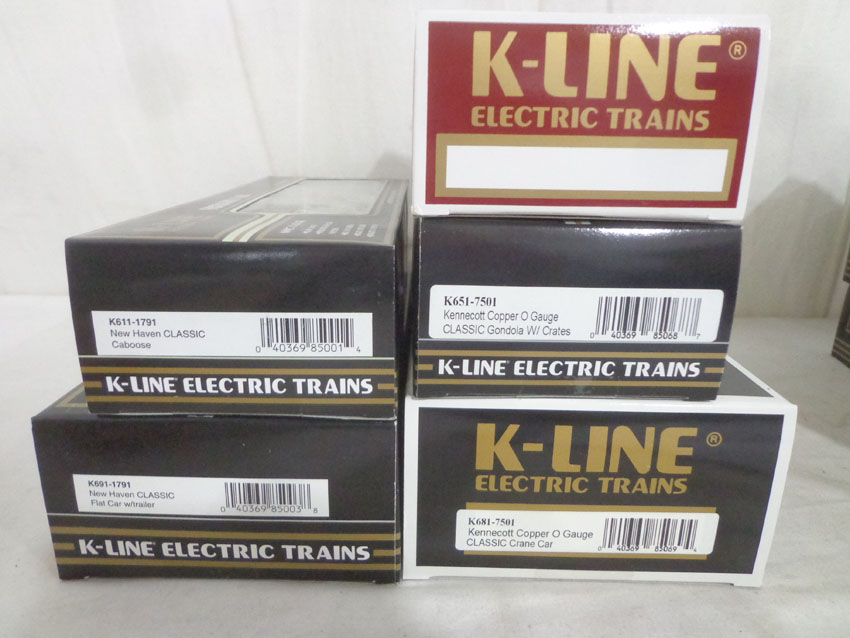 K-LINE®
ELECTRIC TRAINS
K611-1791
New Haven CLASSIC
Caboose
0 40369 85001 4
K-LINE® ELECTRIC TRAINS
K651-7501
Kennecott Copper O Gauge
CLASSIC Gondola W/ Crates
0 40369 85068 7
K-LINE® ELECTRIC TRAINS
K691-1791
New Haven CLASSIC
Flat Car w/trailer
0 40369 85003 8
K-LINE® ELECTRIC TRAINS
K-LINE®
ELECTRIC TRAINS
K681-7501
Kennecott Copper O Gauge
CLASSIC Crane Car
0 40369 85069 4